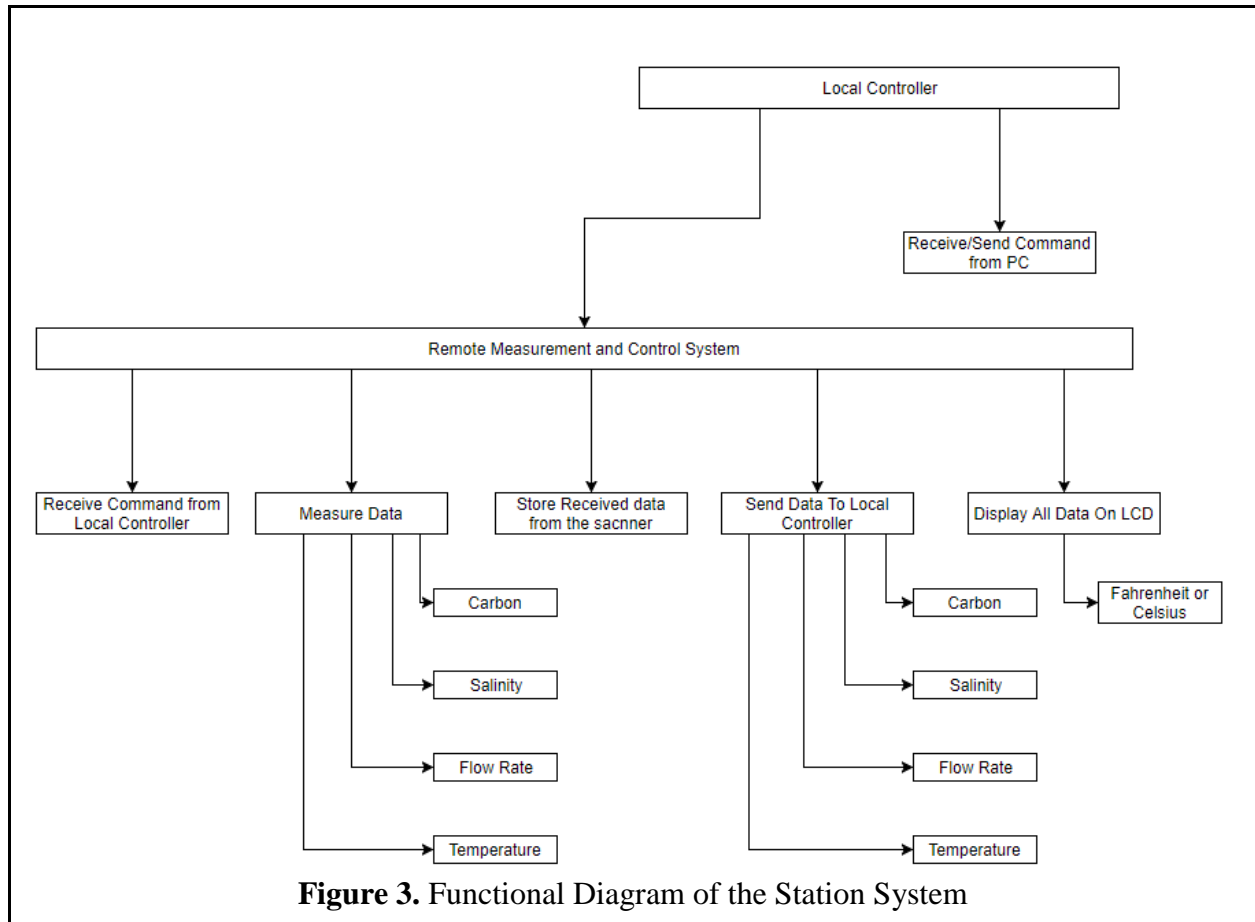 Local Controller
Receive/Send Command
from PC
Remote Measurement and Control System
Receive Command from
Local Controller
Measure Data
Store Received data
from the sacnner
Send Data To Local
Controller
Display All Data On LCD
Carbon
Salinity
Flow Rate
Temperature
Carbon
Salinity
Flow Rate
Temperature
Fahrenheit or
Celsius
Figure 3. Functional Diagram of the Station System